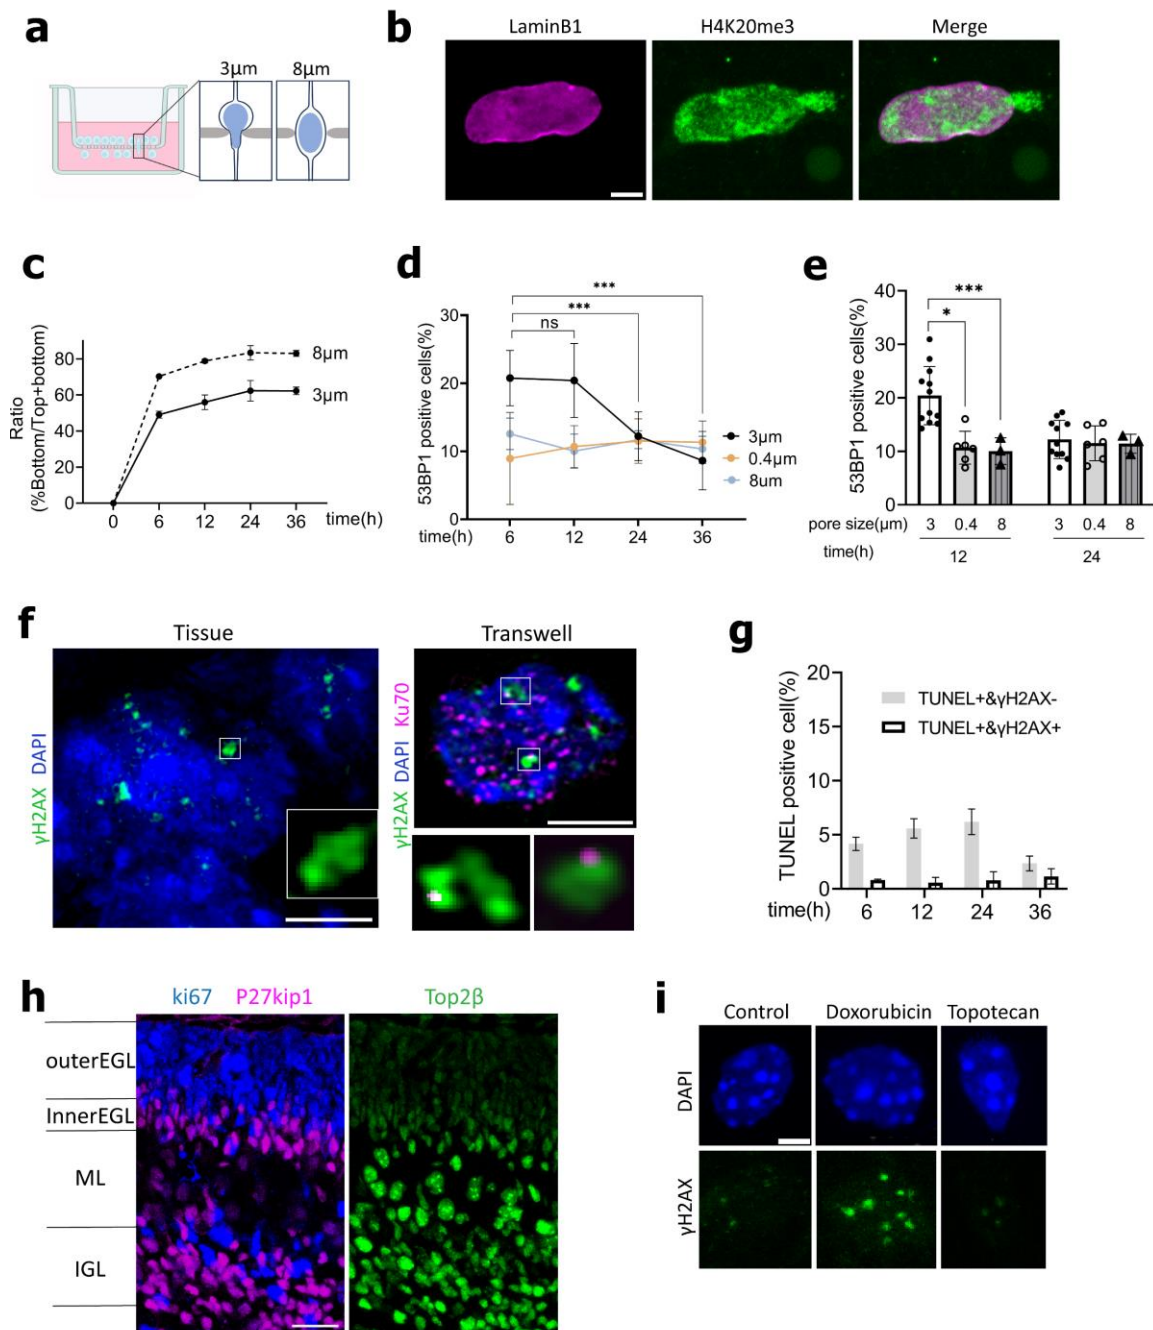 a
3μm
8μm
b
LaminB1
H4K20me3
Merge
c
Ratio
(%Bottom/Top+bottom)
80
60
40
20
0
0
6
12
24
36
time(h)
8μm
3μm
d
53BP1 positive cells(%)
30
20
10
0
ns
***
***
time(h)
6
12
24
36
3μm
0.4μm
8um
e
53BP1 positive cells(%)
40
30
20
10
0
*
***
pore size(μm)
3
0.4
8
3
0.4
8
time(h)
12
24
f
Tissue
Transwell
γH2AX DAPI
γH2AX DAPI Ku70
g
TUNEL positive cell(%)
20
15
10
5
0
TUNEL+&γH2AX-
TUNEL+&γH2AX+
time(h)
6
12
24
36
h
ki67 P27kip1
Top2β
outerEGL
InnerEGL
ML
IGL
i
Control
Doxorubicin
Topotecan
DAPI
γH2AX